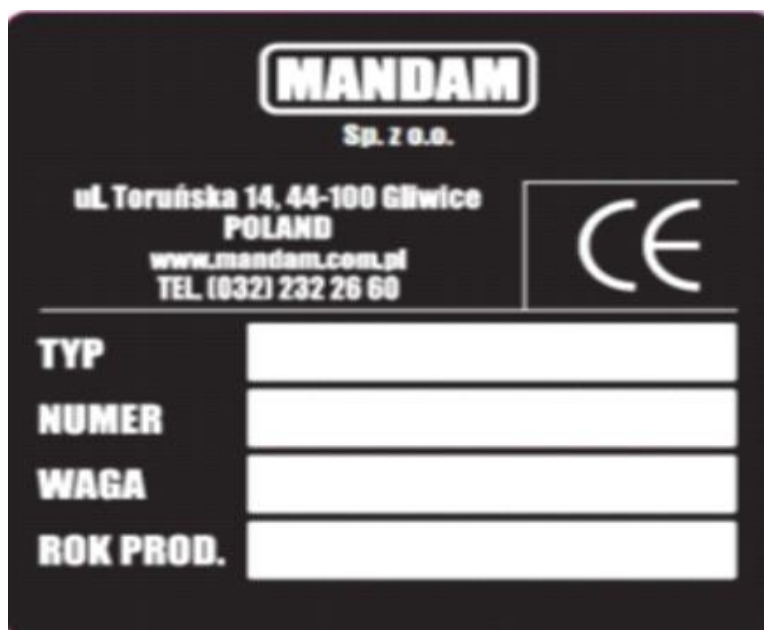 MANDAM
Sp. z o.o.
ul. Toruńska 14, 44-100 Gliwice
POLAND
www.mandam.com.pl
TEL. (032) 232 26 60
CE
TYP
NUMER
WAGA
ROK PROD.